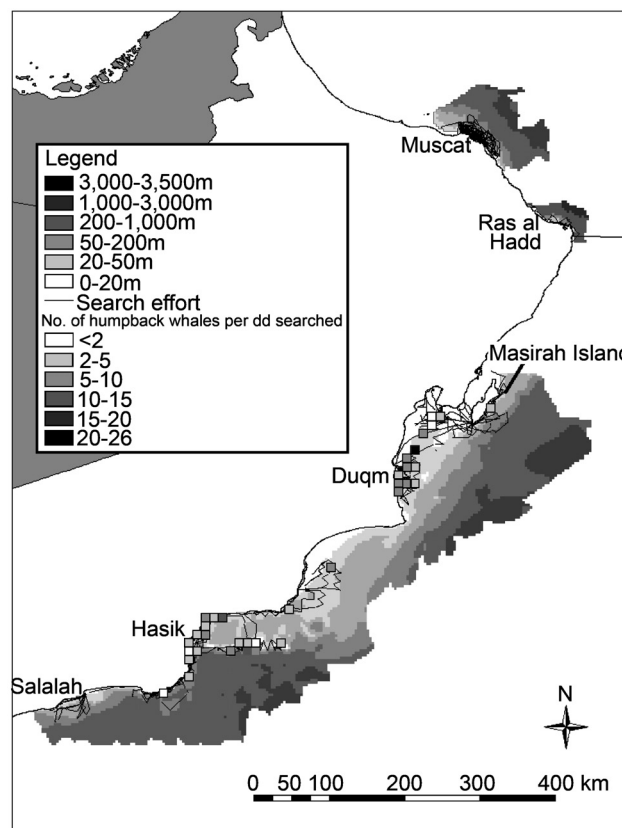 Muscat
Legend
3,000-3,500m
1,000-3,000m
200-1,000m
50-200m
20-50m
0-20m
Search effort
No. of humpback whales per dd searched
<2
2-5
5-10
10-15
15-20
20-26
Ras al
Hadd
Masirah Island
Duqm
Hasik
Salalah
N
0 50 100 200 300 400 km